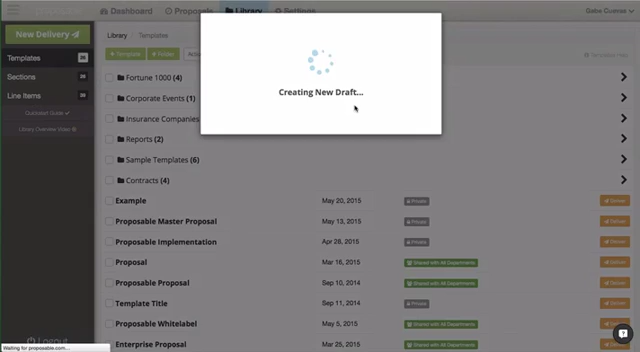 Dashboard Proposals Library Settings Gabe Cuevas
New Delivery
Library Templates
Templates
+ Template + Folder
Sections
Line Items
Quickstart Guide
Library Overview Video
Creating New Draft...
Fortune 1000 (4)
Corporate Events (1)
Insurance Companies
Reports (2)
Sample Templates (6)
Contracts (4)
Example May 20, 2015 Private Deliver
Proposable Master Proposal May 13, 2015 Private Deliver
Proposable Implementation Apr 28, 2015 Private Deliver
Proposal Mar 16, 2015 Shared with All Departments Deliver
Proposable Proposal Sep 10, 2014 Shared with All Departments Deliver
Template Title Sep 11, 2014 Private Deliver
Proposable Whitelabel May 5, 2015 Shared with All Departments Deliver
Enterprise Proposal Mar 25, 2015 Shared with All Departments
Logout
Waiting for proposable.com...